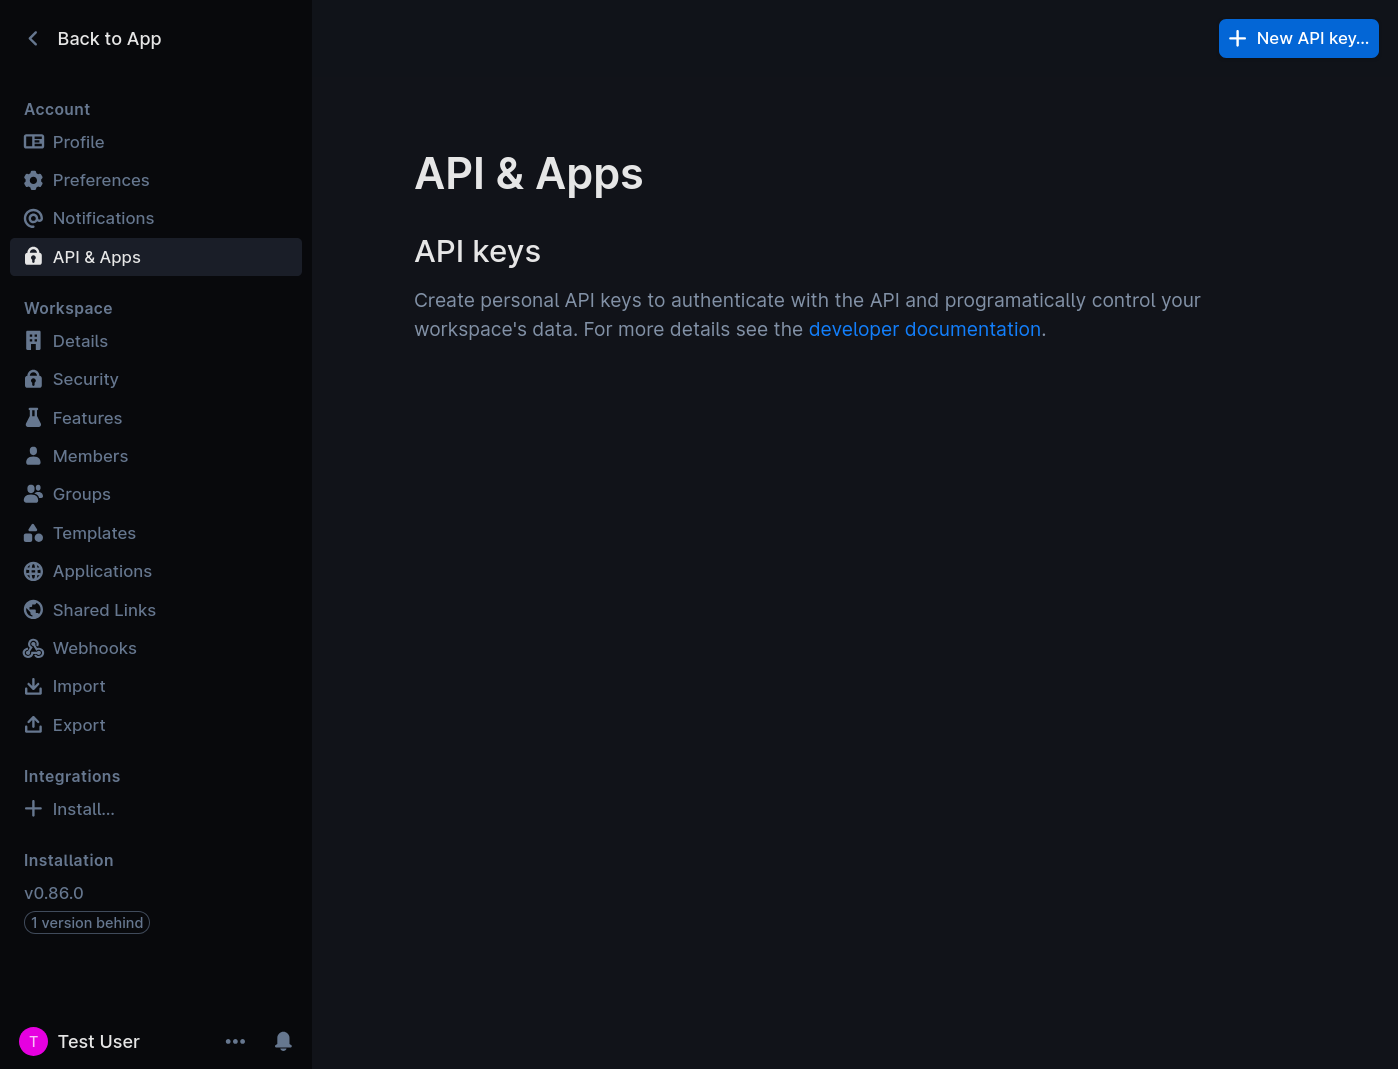 Back to App
Account
Profile
Preferences
Notifications
API & Apps
Workspace
Details
Security
Features
Members
Groups
Templates
Applications
Shared Links
Webhooks
Import
Export
Integrations
Install...
Installation
v0.86.0
1 version behind
T
Test User
New API key...
API & Apps
API keys
Create personal API keys to authenticate with the API and programatically control your
workspace's data. For more details see the developer documentation.